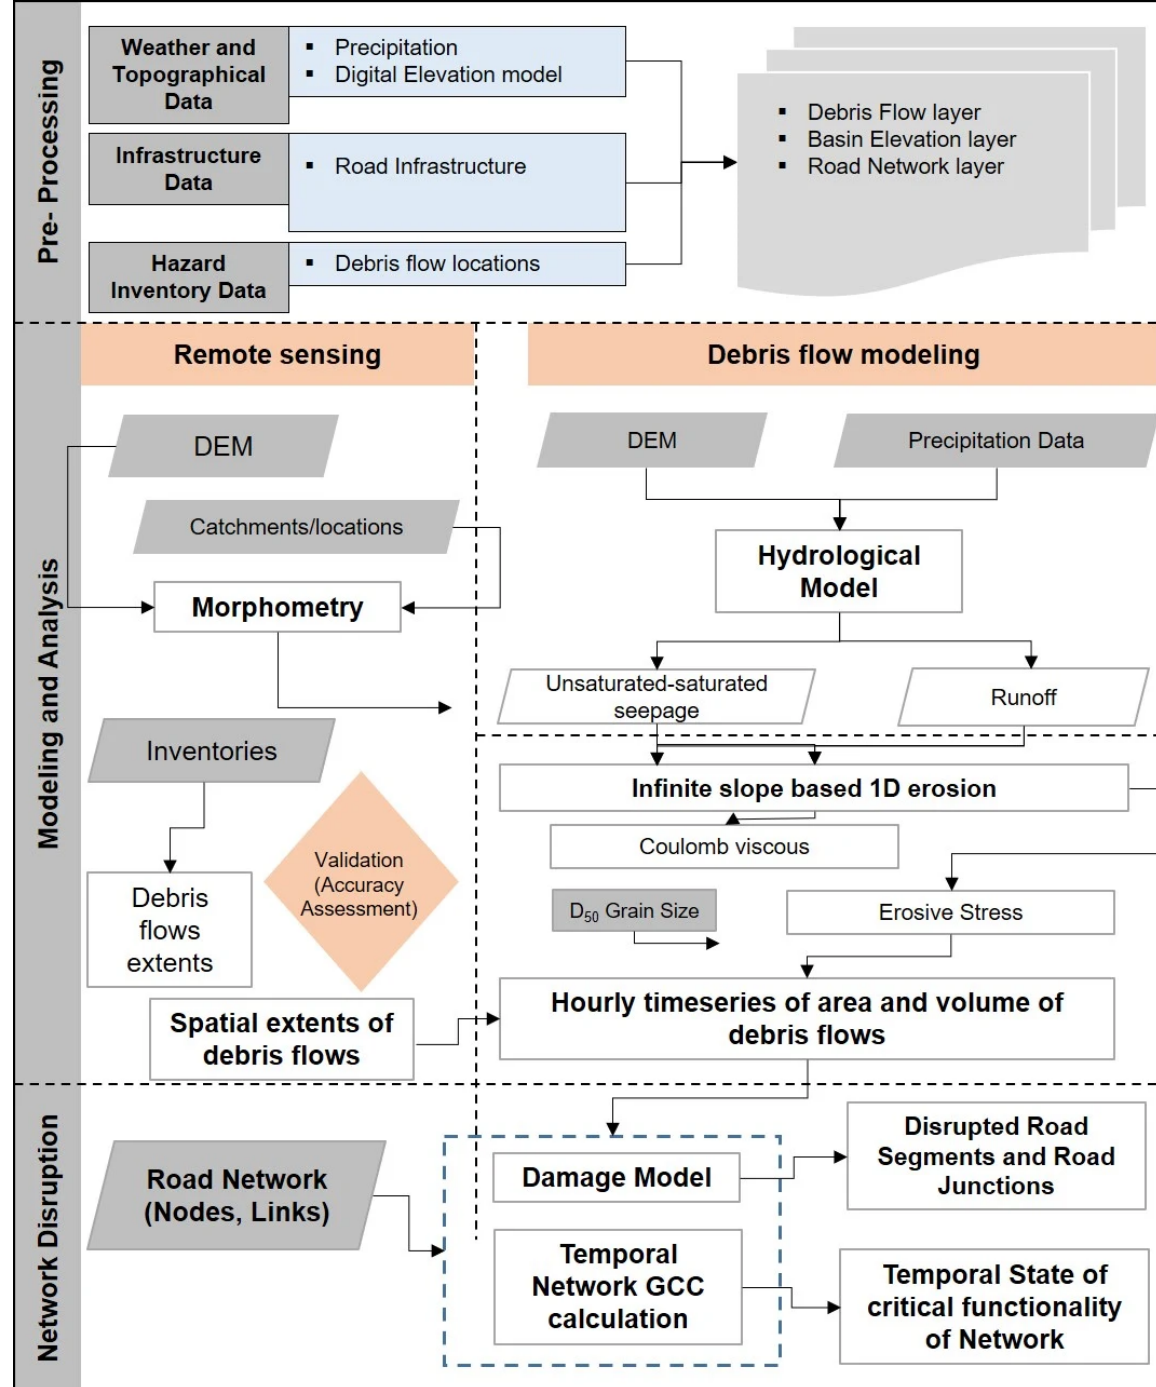 Pre- Processing
Weather and
Topographical
Data
▪ Precipitation
▪ Digital Elevation model
Infrastructure
Data
▪ Road Infrastructure
Hazard
Inventory Data
▪ Debris flow locations
▪ Debris Flow layer
▪ Basin Elevation layer
▪ Road Network layer
Modeling and Analysis
Remote sensing
DEM
Catchments/locations
Morphometry
Inventories
Debris
flows
extents
Validation
(Accuracy
Assessment)
Spatial extents of
debris flows
Debris flow modeling
DEM
Precipitation Data
Hydrological
Model
Unsaturated-saturated
seepage
Runoff
Infinite slope based 1D erosion
Coulomb viscous
D₅₀ Grain Size
Erosive Stress
Hourly timeseries of area and volume of
debris flows
Network Disruption
Road Network
(Nodes, Links)
Damage Model
Temporal
Network GCC
calculation
Disrupted Road
Segments and Road
Junctions
Temporal State of
critical functionality
of Network